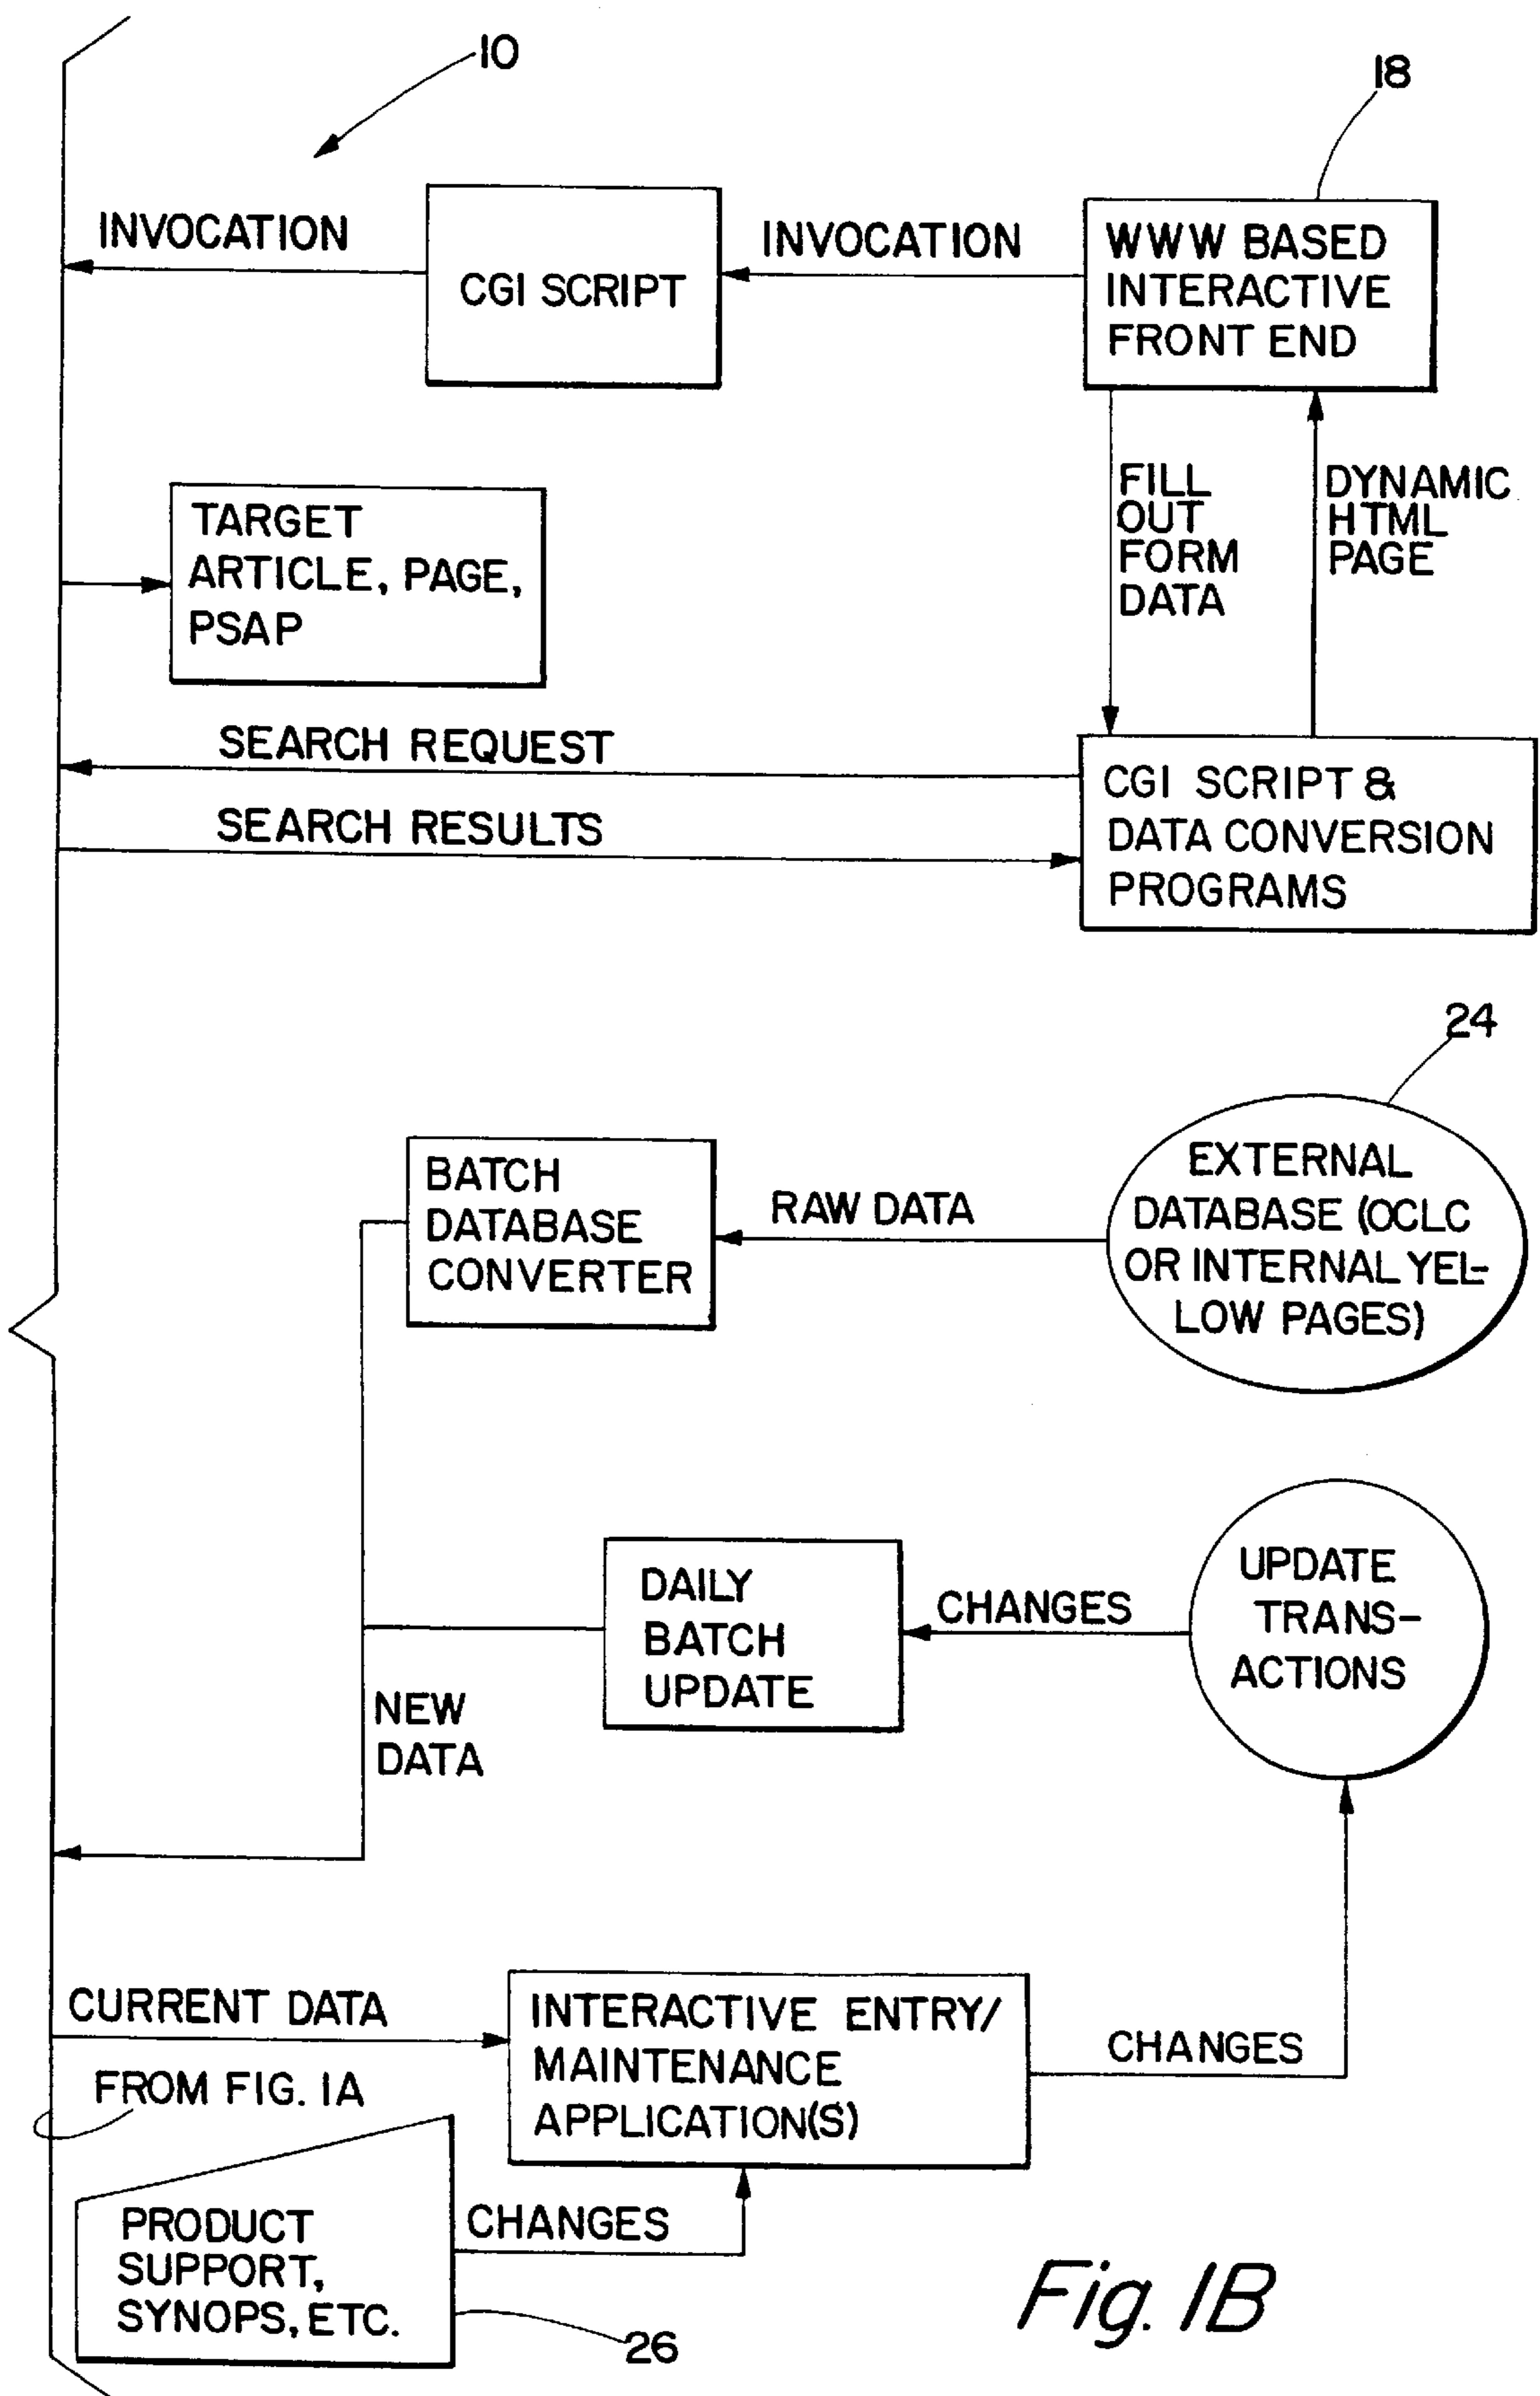 10
18
INVOCATION
CGI SCRIPT
INVOCATION
WWW BASED
INTERACTIVE
FRONT END
FILL
OUT
FORM
DATA
DYNAMIC
HTML
PAGE
TARGET
ARTICLE, PAGE,
PSAP
SEARCH REQUEST
SEARCH RESULTS
CGI SCRIPT &
DATA CONVERSION
PROGRAMS
24
BATCH
DATABASE
CONVERTER
RAW DATA
EXTERNAL
DATABASE (OCLC
OR INTERNAL YEL-
LOW PAGES)
DAILY
BATCH
UPDATE
CHANGES
UPDATE
TRANS-
ACTIONS
NEW
DATA
CURRENT DATA
INTERACTIVE ENTRY/
MAINTENANCE
APPLICATION(S)
CHANGES
FROM FIG. 1A
PRODUCT
SUPPORT,
SYNOPS, ETC.
CHANGES
26
Fig. 1B